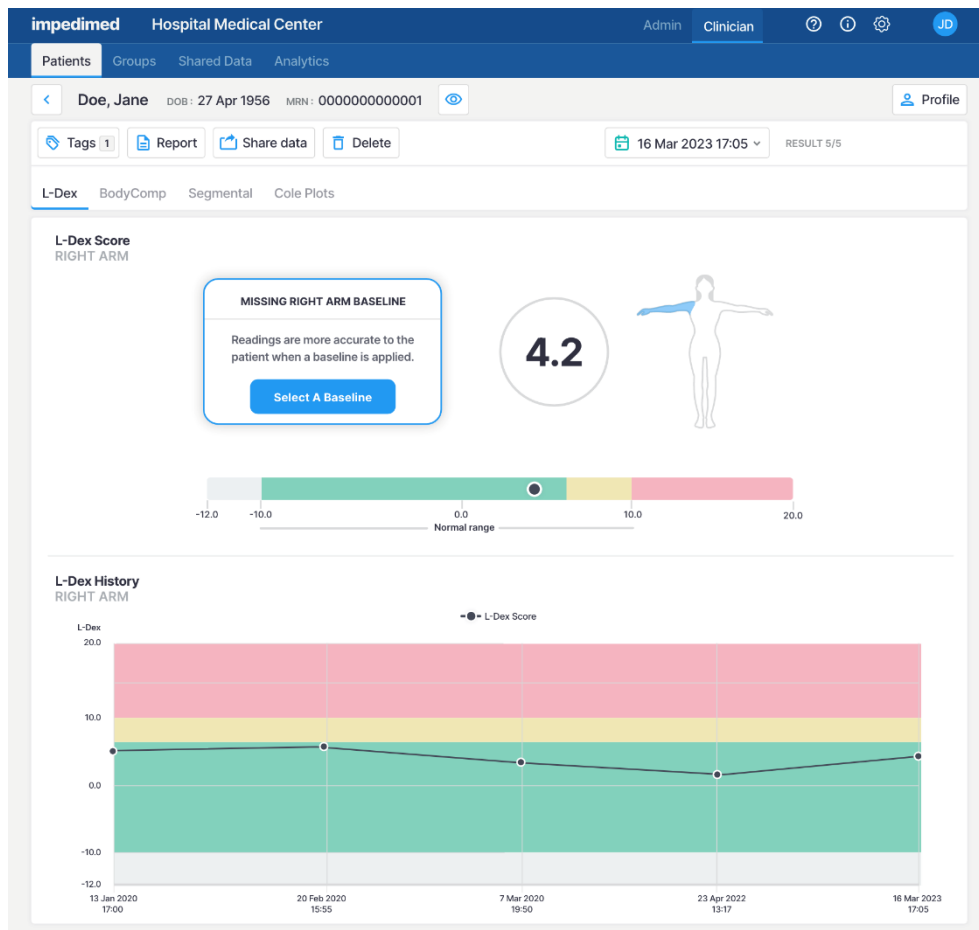 impedimed Hospital Medical Center Admin Clinician JD
Patients Groups Shared Data Analytics
Doe, Jane DOB: 27 Apr 1956 MRN: 0000000000001 Profile
Tags 1 Report Share data Delete 16 Mar 2023 17:05 RESULT 5/5
L-Dex BodyComp Segmental Cole Plots
L-Dex Score
RIGHT ARM
MISSING RIGHT ARM BASELINE
Readings are more accurate to the
patient when a baseline is applied.
Select A Baseline
4.2
-12.0 -10.0 0.0 10.0 20.0
Normal range
L-Dex History
RIGHT ARM
L-Dex Score
L-Dex
20.0
10.0
0.0
-10.0
-12.0
13 Jan 2020 20 Feb 2020 7 Mar 2020 23 Apr 2022 16 Mar 2023
17:00 15:55 19:50 13:17 17:05